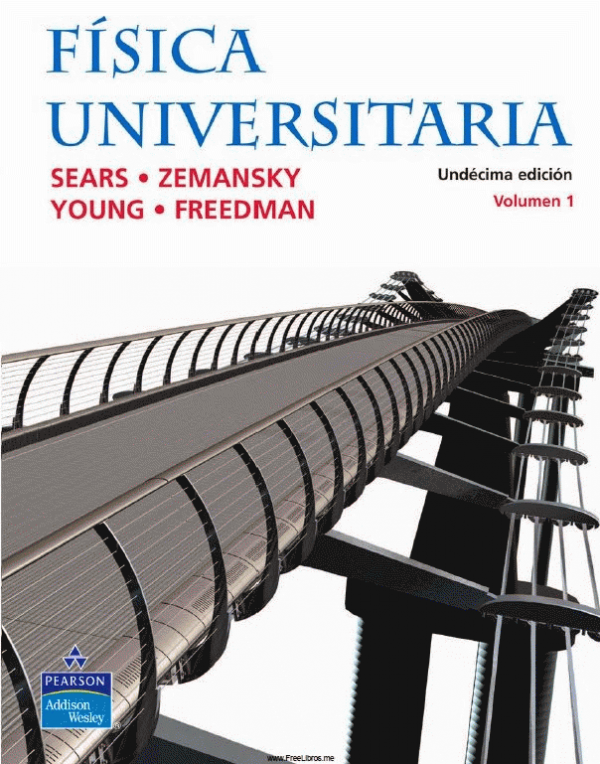 FÍSICA
UNIVERSITARIA
SEARS • ZEMANSKY
YOUNG • FREEDMAN
Undécima edición
Volumen 1
PEARSON
Addison
Wesley
www.FreeLibros.me